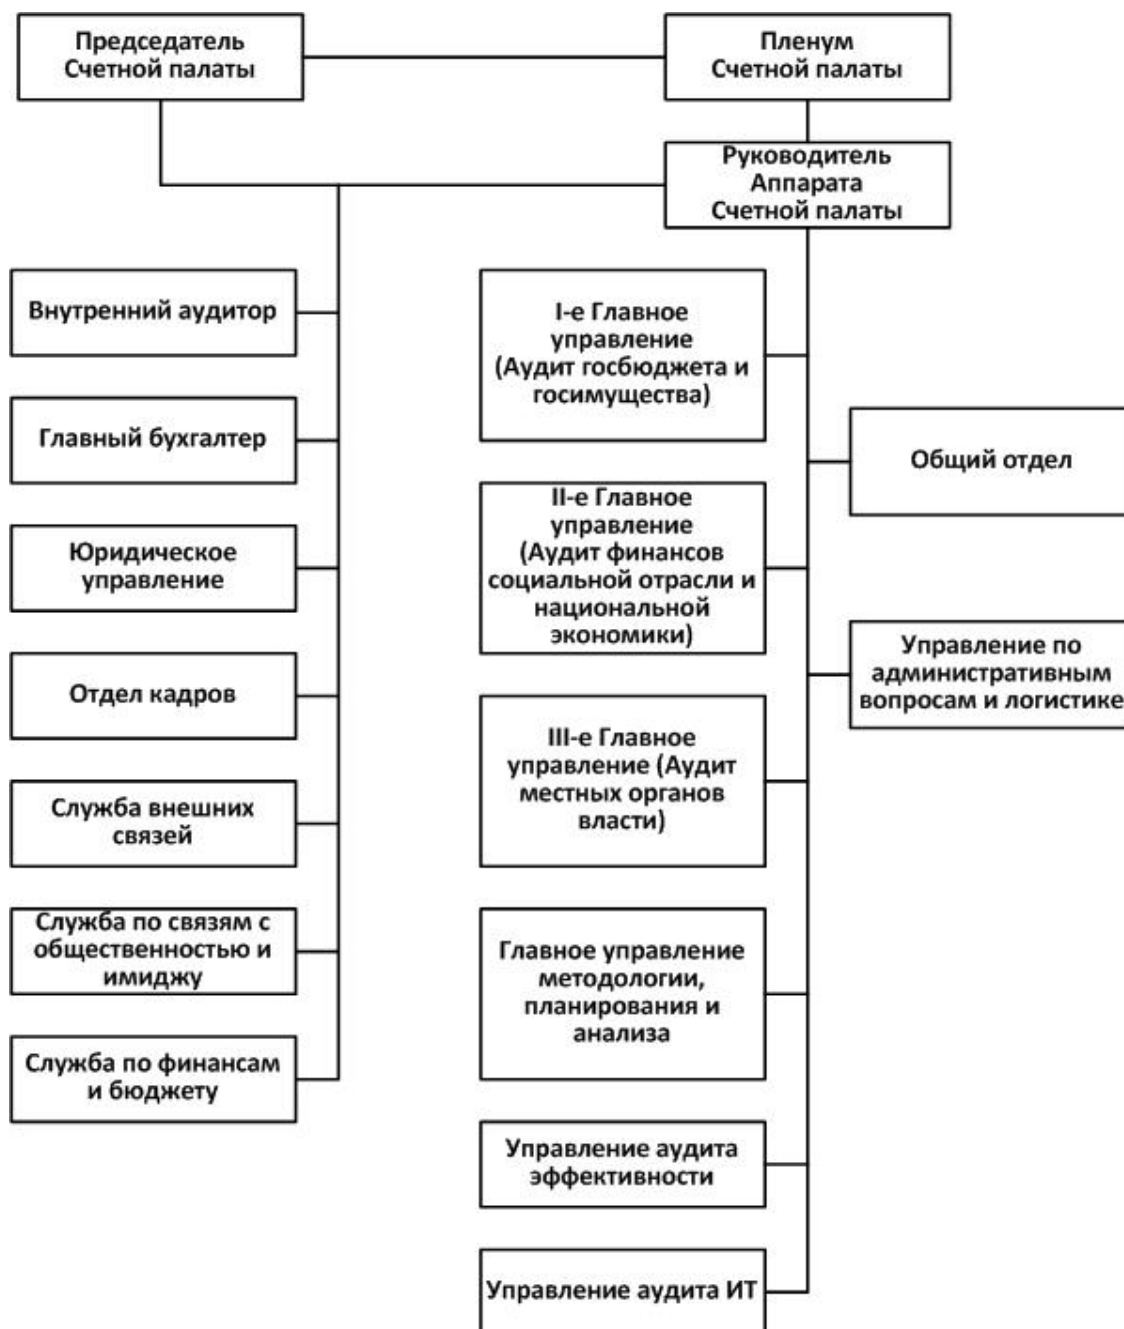 Председатель
Счетной палаты
Пленум
Счетной палаты
Руководитель
Аппарата
Счетной палаты
Внутренний аудитор
Главный бухгалтер
Юридическое
управление
Отдел кадров
Служба внешних
связей
Служба по связям с
общественностью и
имиджу
Служба по финансам
и бюджету
I-е Главное
управление
(Аудит госбюджета и
госимущества)
II-е Главное
управление
(Аудит финансов
социальной отрасли и
национальной
экономики)
III-е Главное
управление (Аудит
местных органов
власти)
Главное управление
методологии,
планирования и
анализа
Управление аудита
эффективности
Управление аудита ИТ
Общий отдел
Управление по
административным
вопросам и логистике